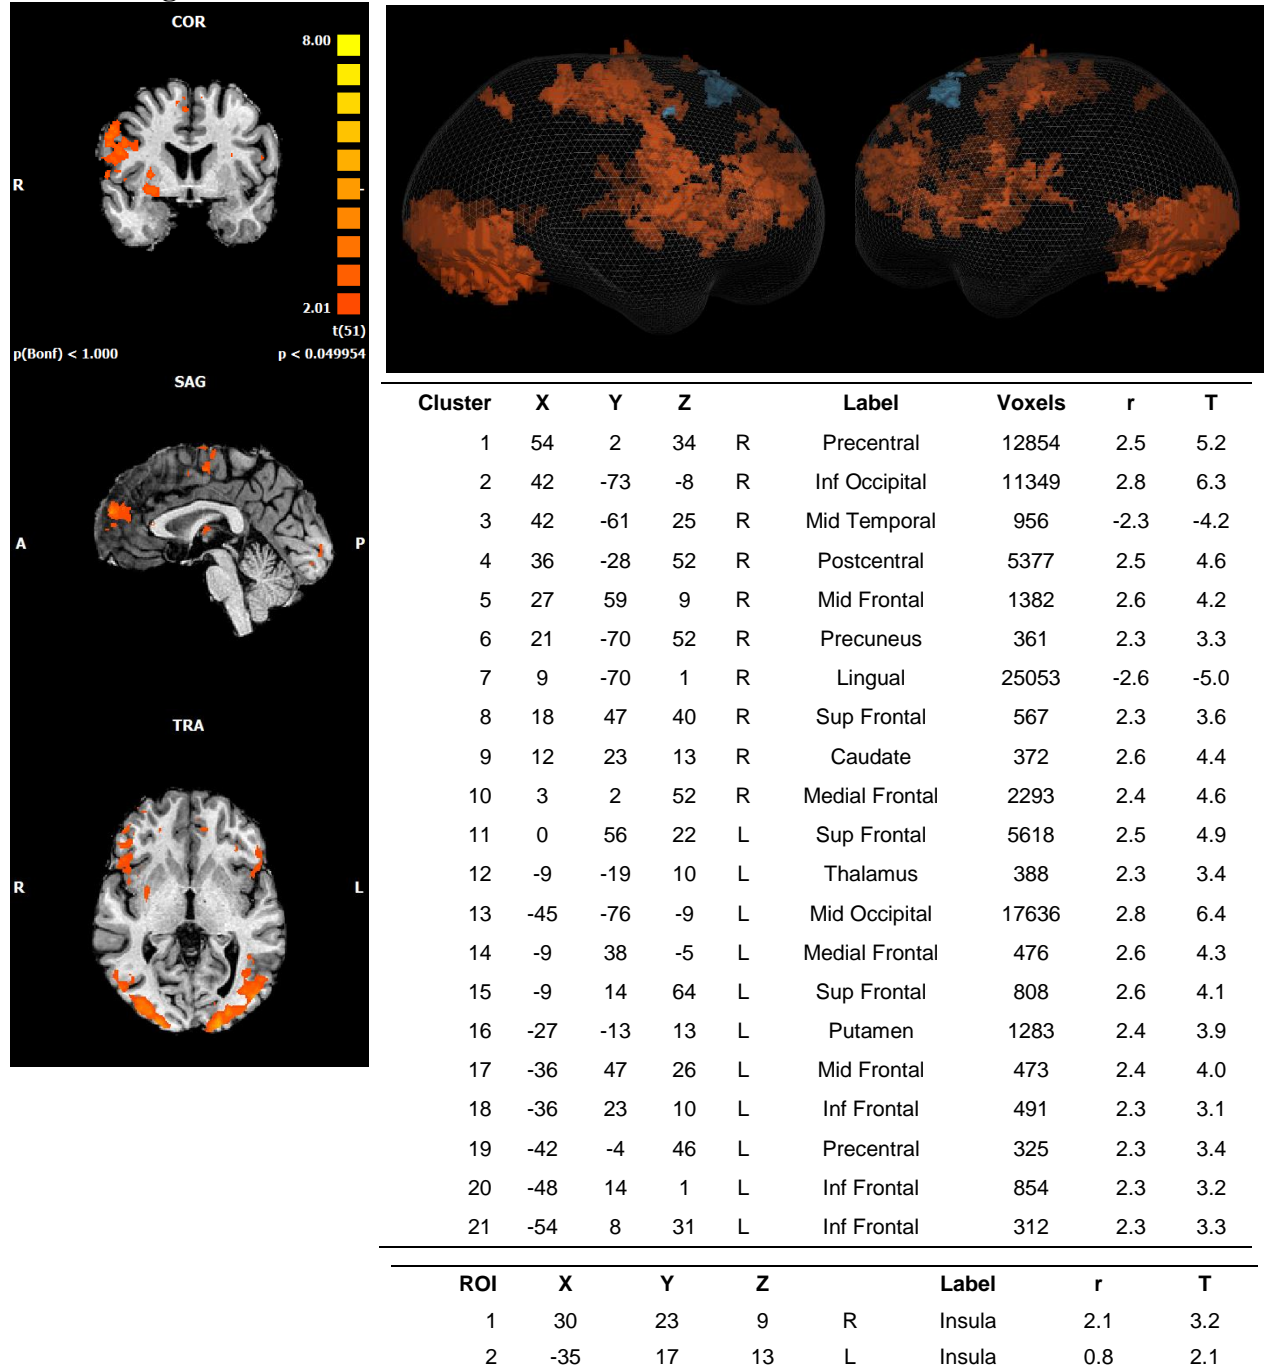 COR
8.00
R
2.01
t(51)
p(Bonf) < 1.000 p < 0.049954
SAG
A P
TRA
R L
Cluster X Y Z Label Voxels r T
1 54 2 34 R Precentral 12854 2.5 5.2
2 42 -73 -8 R Inf Occipital 11349 2.8 6.3
3 42 -61 25 R Mid Temporal 956 -2.3 -4.2
4 36 -28 52 R Postcentral 5377 2.5 4.6
5 27 59 9 R Mid Frontal 1382 2.6 4.2
6 21 -70 52 R Precuneus 361 2.3 3.3
7 9 -70 1 R Lingual 25053 -2.6 -5.0
8 18 47 40 R Sup Frontal 567 2.3 3.6
9 12 23 13 R Caudate 372 2.6 4.4
10 3 2 52 R Medial Frontal 2293 2.4 4.6
11 0 56 22 L Sup Frontal 5618 2.5 4.9
12 -9 -19 10 L Thalamus 388 2.3 3.4
13 -45 -76 -9 L Mid Occipital 17636 2.8 6.4
14 -9 38 -5 L Medial Frontal 476 2.6 4.3
15 -9 14 64 L Sup Frontal 808 2.6 4.1
16 -27 -13 13 L Putamen 1283 2.4 3.9
17 -36 47 26 L Mid Frontal 473 2.4 4.0
18 -36 23 10 L Inf Frontal 491 2.3 3.1
19 -42 -4 46 L Precentral 325 2.3 3.4
20 -48 14 1 L Inf Frontal 854 2.3 3.2
21 -54 8 31 L Inf Frontal 312 2.3 3.3
ROI X Y Z Label r T
1 30 23 9 R Insula 2.1 3.2
2 -35 17 13 L Insula 0.8 2.1